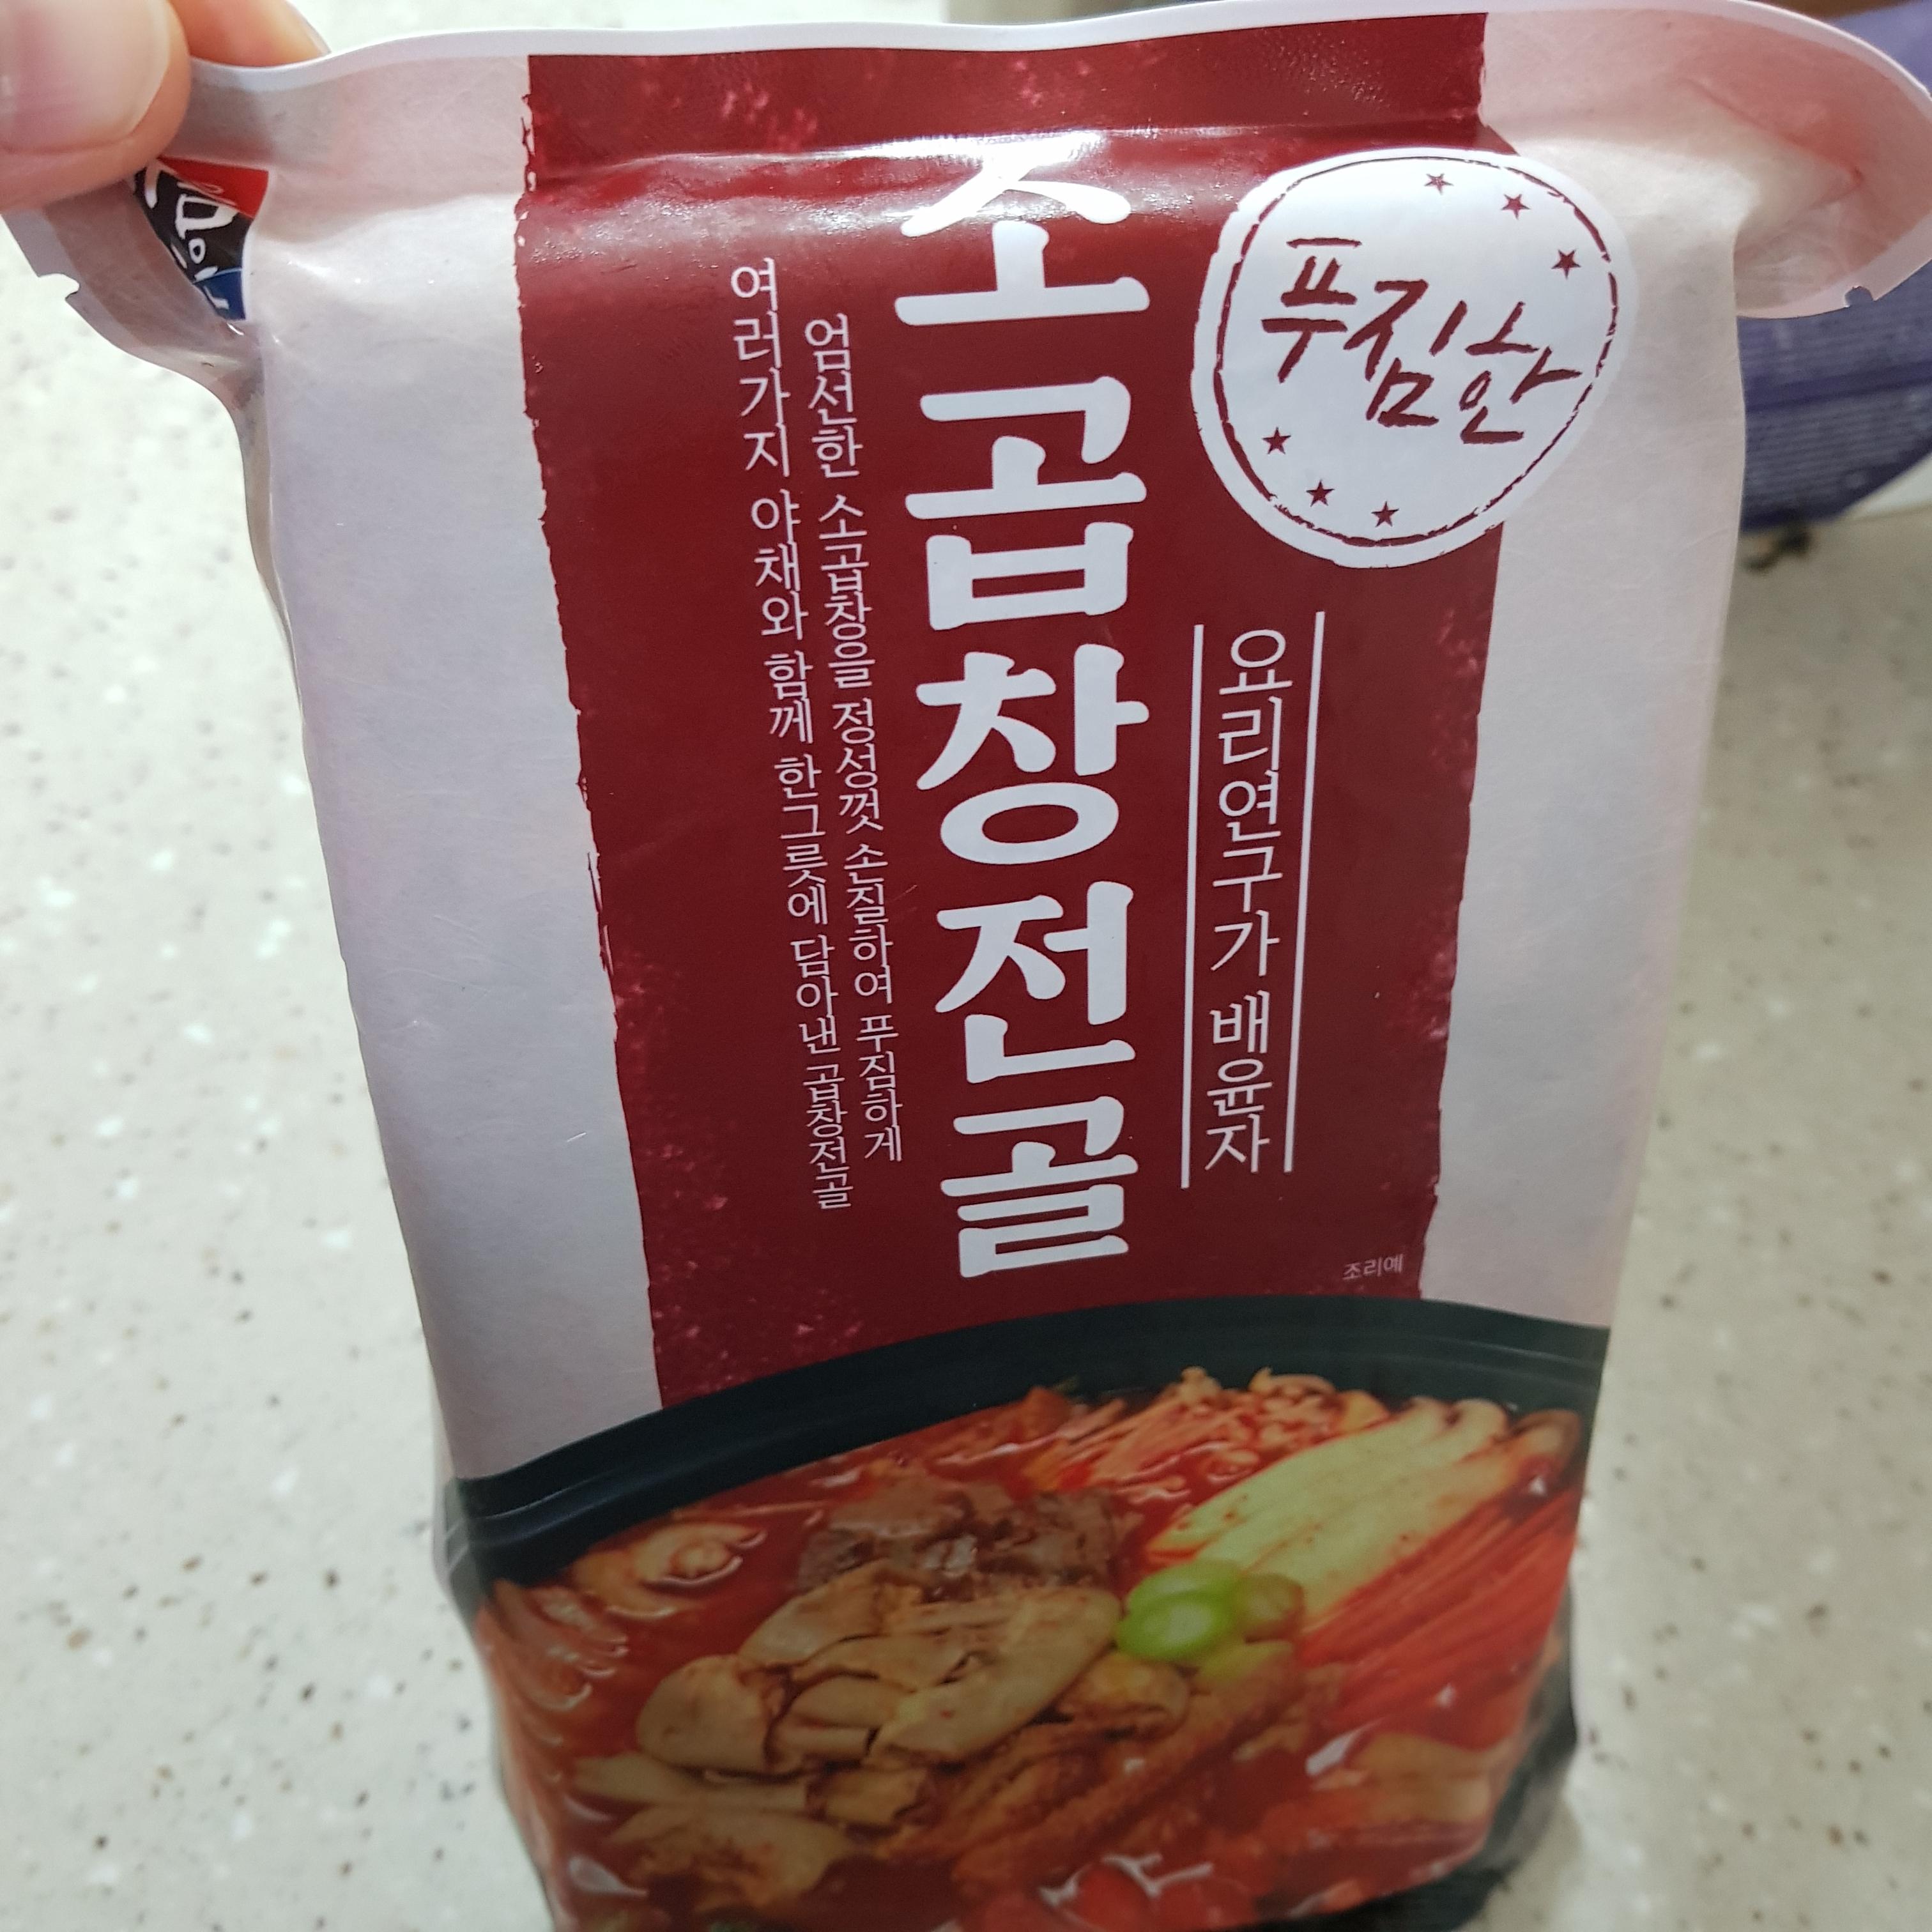 푸짐한
요리연구가 배윤자
소곱창전골
엄선한 소곱창을 정성껏 손질하여 푸짐하게
여러가지 야채와 함께 한그릇에 담아낸 곱창전골
조리예